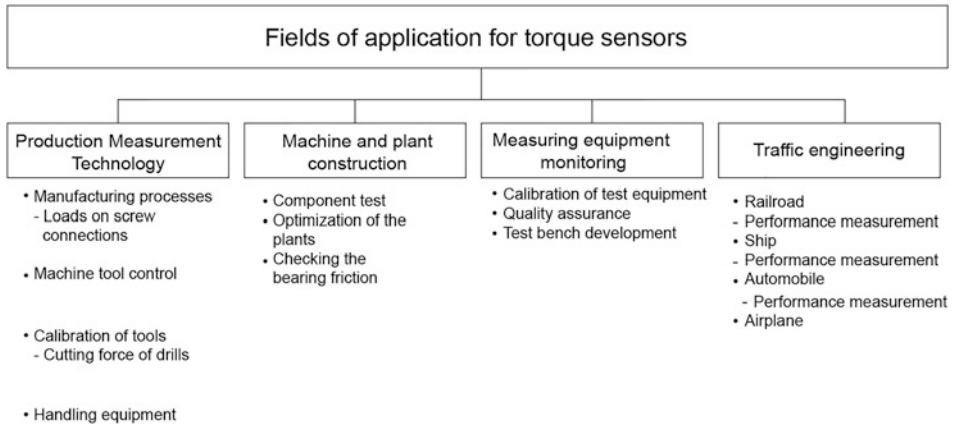 Fields of application for torque sensors
Production Measurement
Technology
• Manufacturing processes
- Loads on screw
connections
• Machine tool control
• Calibration of tools
- Cutting force of drills
• Handling equipment
Machine and plant
construction
• Component test
• Optimization of the
plants
• Checking the
bearing friction
Measuring equipment
monitoring
• Calibration of test equipment
• Quality assurance
• Test bench development
Traffic engineering
• Railroad
- Performance measurement
• Ship
- Performance measurement
• Automobile
- Performance measurement
• Airplane